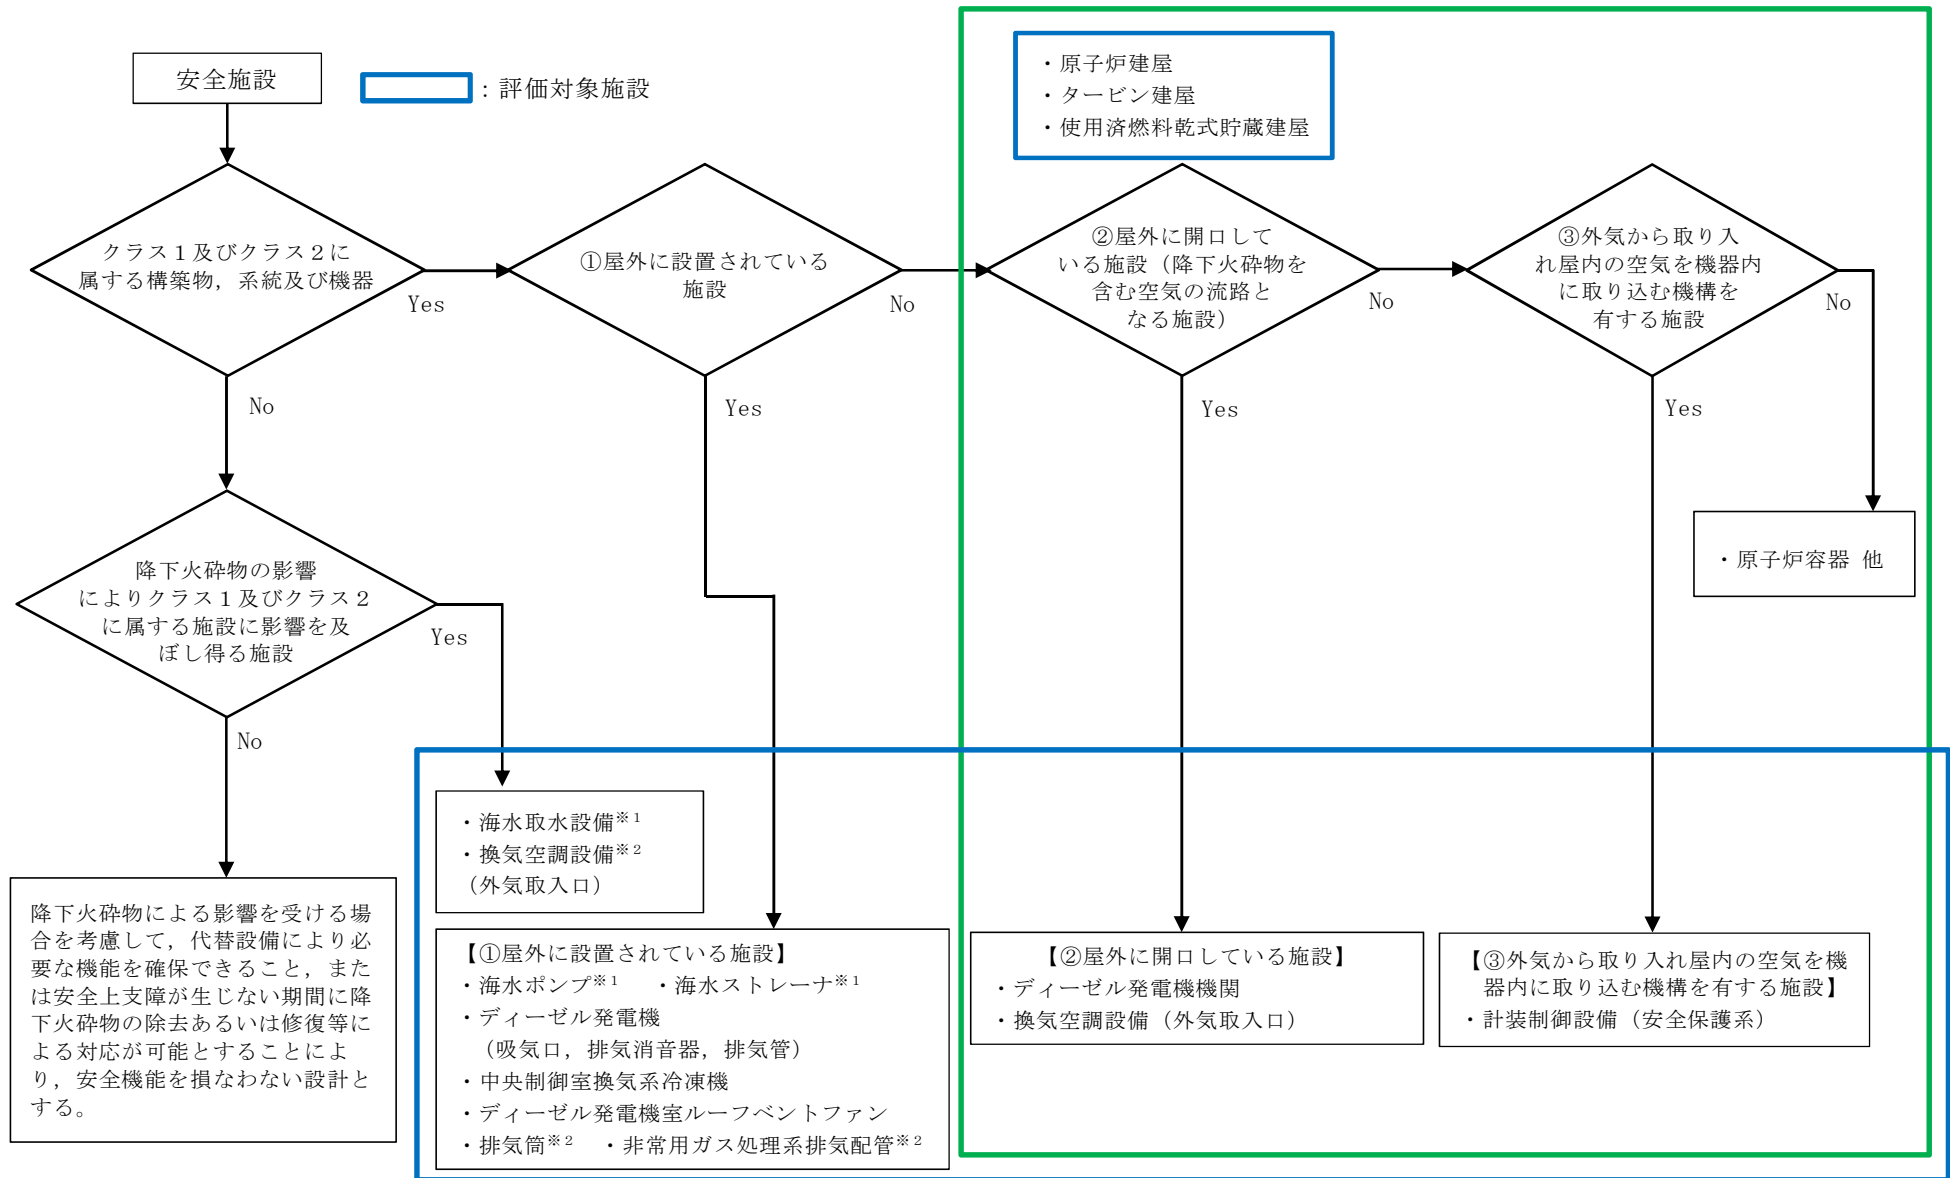 安全施設
：評価対象施設
・原子炉建屋
・タービン建屋
・使用済燃料乾式貯蔵建屋
クラス１及びクラス２に
属する構築物，系統及び機器
Yes
No
①屋外に設置されている
施設
No
Yes
②屋外に開口して
いる施設（降下火砕物を
含む空気の流路と
なる施設）
No
Yes
③外気から取り入
れ屋内の空気を機器内
に取り込む機構を
有する施設
No
Yes
・原子炉容器 他
降下火砕物の影響
によりクラス１及びクラス２
に属する施設に影響を及
ぼし得る施設
Yes
No
降下火砕物による影響を受ける場
合を考慮して，代替設備により必
要な機能を確保できること，また
は安全上支障が生じない期間に降
下火砕物の除去あるいは修復等に
よる対応が可能とすることによ
り，安全機能を損なわない設計と
する。
・海水取水設備※１
・換気空調設備※２
（外気取入口）
【①屋外に設置されている施設】
・海水ポンプ※１ ・海水ストレーナ※１
・ディーゼル発電機
（吸気口，排気消音器，排気管）
・中央制御室換気系冷凍機
・ディーゼル発電機室ルーフベントファン
・排気筒※２ ・非常用ガス処理系排気配管※２
【②屋外に開口している施設】
・ディーゼル発電機機関
・換気空調設備（外気取入口）
【③外気から取り入れ屋内の空気を機
器内に取り込む機構を有する施設】
・計装制御設備（安全保護系）